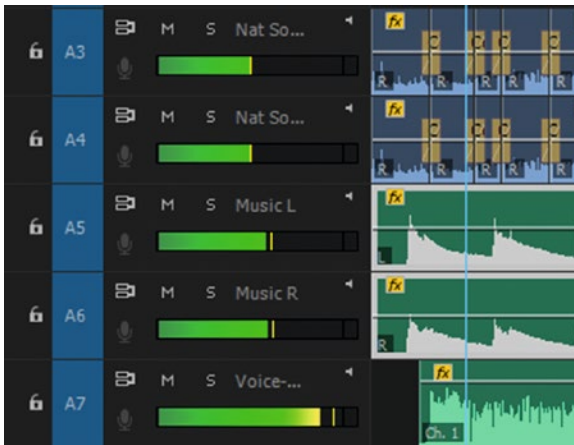 A3 M S Nat So... fx
C C C C
R R R R
A4 M S Nat So... fx
C C C C
R R R R
A5 M S Music L fx
L
A6 M S Music R fx
R
A7 M S Voice-... fx
Ch. 1